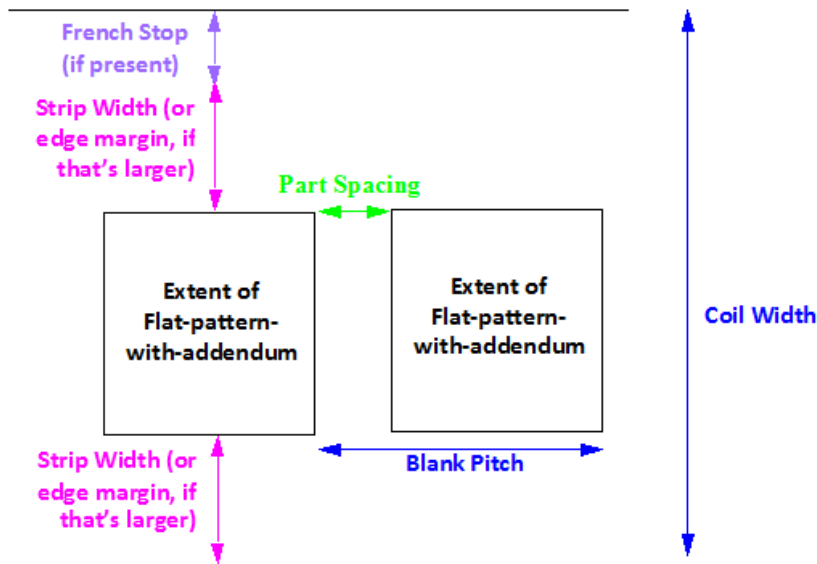 French Stop
(if present)
Strip Width (or
edge margin, if
that's larger)
Part Spacing
Extent of
Flat-pattern-
with-addendum
Extent of
Flat-pattern-
with-addendum
Coil Width
Strip Width (or
edge margin, if
that's larger)
Blank Pitch